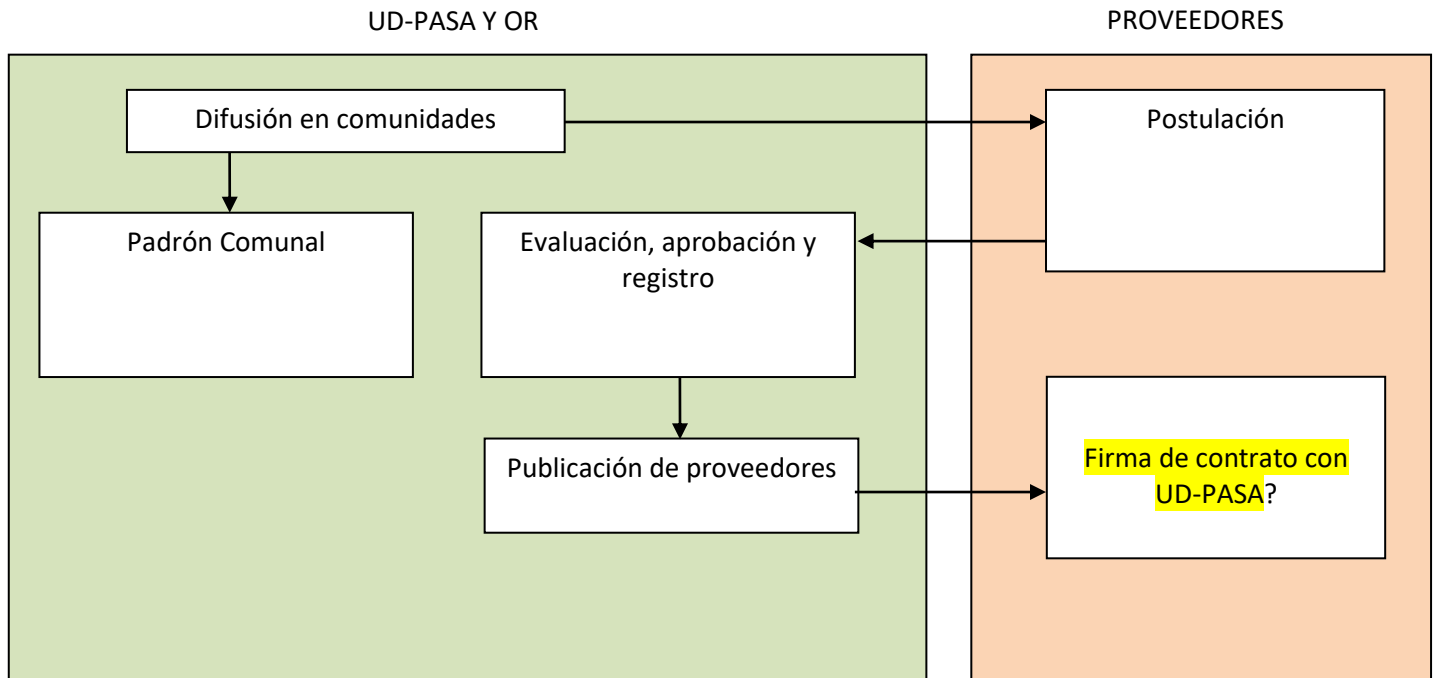 UD-PASA Y OR
PROVEEDORES
Difusión en comunidades
Postulación
Padrón Comunal
Evaluación, aprobación y
registro
Publicación de proveedores
Firma de contrato con
UD-PASA?